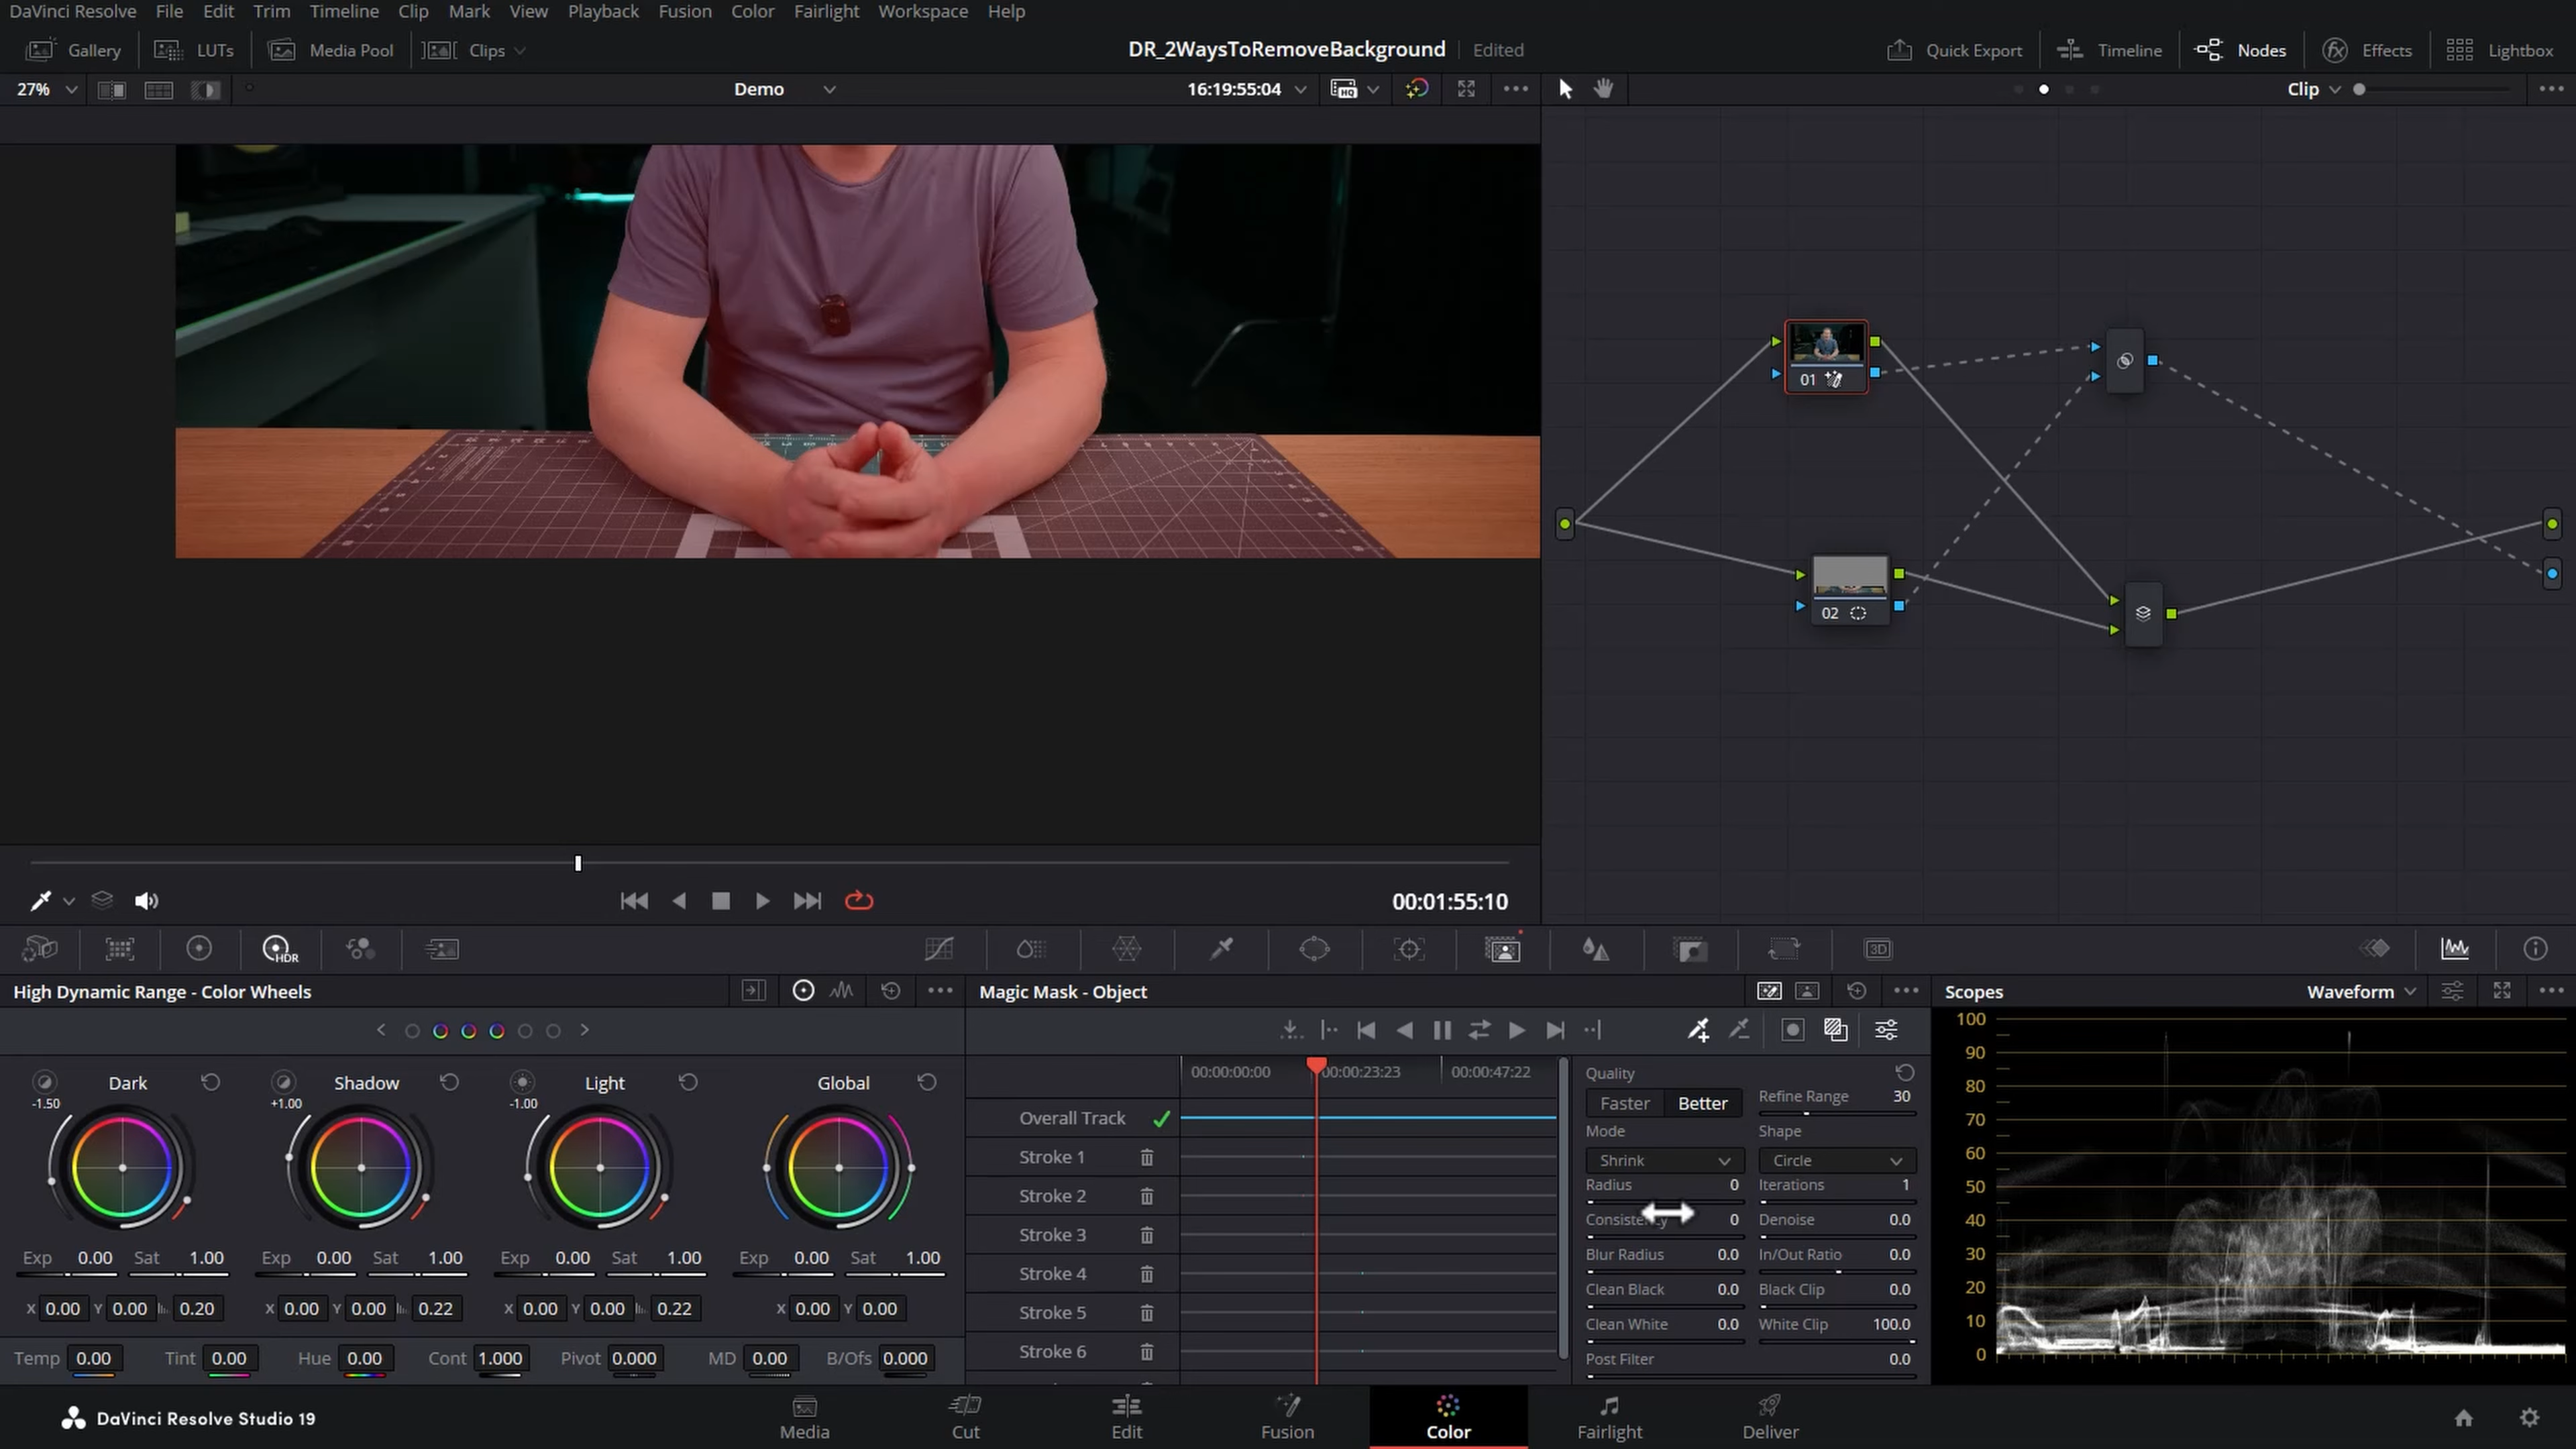 DaVinci Resolve File Edit Trim Timeline Clip Mark View Playback Fusion Color Fairlight Workspace Help
Gallery LUTs Media Pool Clips DR_2WaysToRemoveBackground Edited Quick Export Timeline Nodes Effects Lightbox
27% Demo 16:19:55:04 HQ Clip
01
02
00:01:55:10
HDR 3D
High Dynamic Range - Color Wheels Magic Mask - Object Scopes Waveform
Dark Shadow Light Global
-1.50 +1.00 -1.00
Exp 0.00 Sat 1.00 Exp 0.00 Sat 1.00 Exp 0.00 Sat 1.00 Exp 0.00 Sat 1.00
X 0.00 Y 0.00 0.20 X 0.00 Y 0.00 0.22 X 0.00 Y 0.00 0.22 X 0.00 Y 0.00
Temp 0.00 Tint 0.00 Hue 0.00 Cont 1.000 Pivot 0.000 MD 0.00 B/Ofs 0.000
00:00:00:00 00:00:23:23 00:00:47:22
Overall Track
Stroke 1
Stroke 2
Stroke 3
Stroke 4
Stroke 5
Stroke 6
Quality
Faster Better Refine Range 30
Mode Shape
Shrink Circle
Radius 0 Iterations 1
Consistency 0 Denoise 0.0
Blur Radius 0.0 In/Out Ratio 0.0
Clean Black 0.0 Black Clip 0.0
Clean White 0.0 White Clip 100.0
Post Filter 0.0
100
90
80
70
60
50
40
30
20
10
0
DaVinci Resolve Studio 19 Media Cut Edit Fusion Color Fairlight Deliver